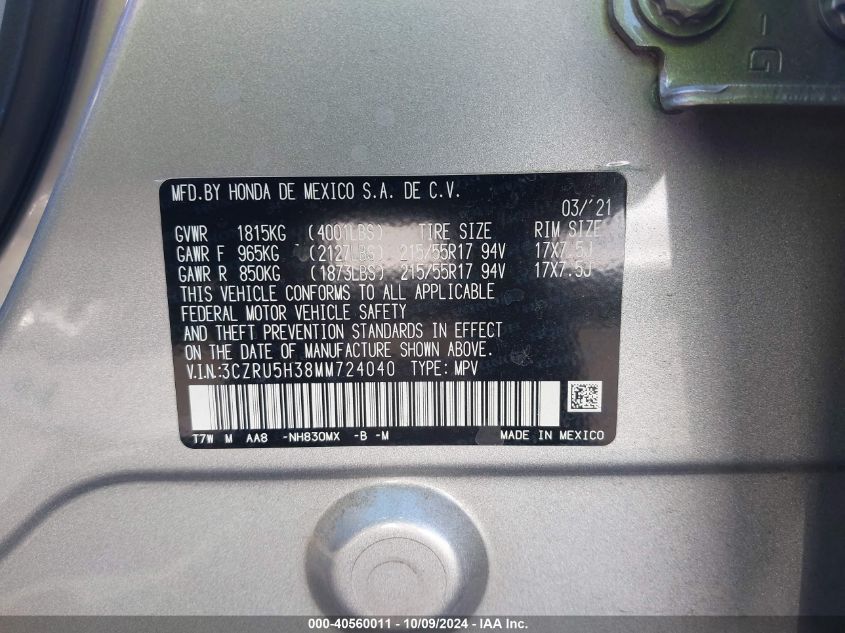 -G
MFD.BY HONDA DE MEXICO S.A. DE C.V.
03/'21
GVWR 1815KG (4001LBS) TIRE SIZE RIM SIZE
GAWR F 965KG (2127LBS) 215/55R17 94V 17X7.5J
GAWR R 850KG (1873LBS) 215/55R17 94V 17X7.5J
THIS VEHICLE CONFORMS TO ALL APPLICABLE
FEDERAL MOTOR VEHICLE SAFETY
AND THEFT PREVENTION STANDARDS IN EFFECT
ON THE DATE OF MANUFACTURE SHOWN ABOVE.
V.I.N.:3CZRU5H38MM724040 TYPE: MPV
T7W M AA8 -NH830MX -B -M MADE IN MEXICO
000-40560011 - 10/09/2024 - IAA Inc.